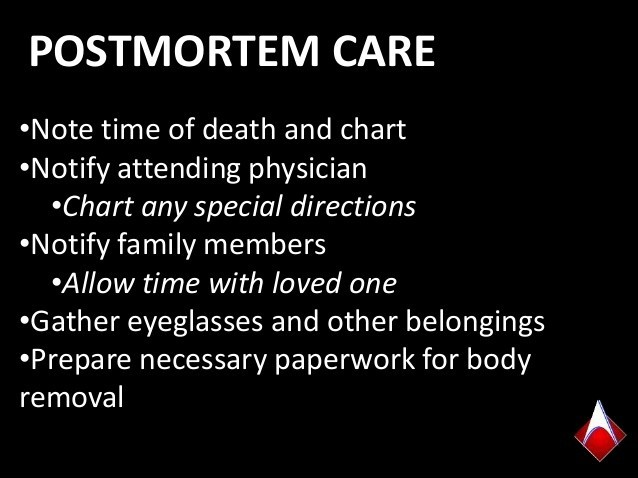 POSTMORTEM CARE
•Note time of death and chart
•Notify attending physician
•Chart any special directions
•Notify family members
•Allow time with loved one
•Gather eyeglasses and other belongings
•Prepare necessary paperwork for body
removal